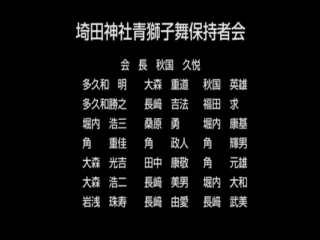 埼田神社青獅子舞保持者会
会 長 秋国 久悦
多久和 明 大森 重道 秋国 英雄
多久和勝之 長﨑 吉法 福田 求
堀内 浩三 桑原 勇 堀内 康基
角 重佳 角 政人 角 輝男
大森 光吉 田中 康敬 角 元雄
大森 浩二 長﨑 美男 堀内 大和
岩浅 珠寿 長﨑 由愛 長﨑 武美